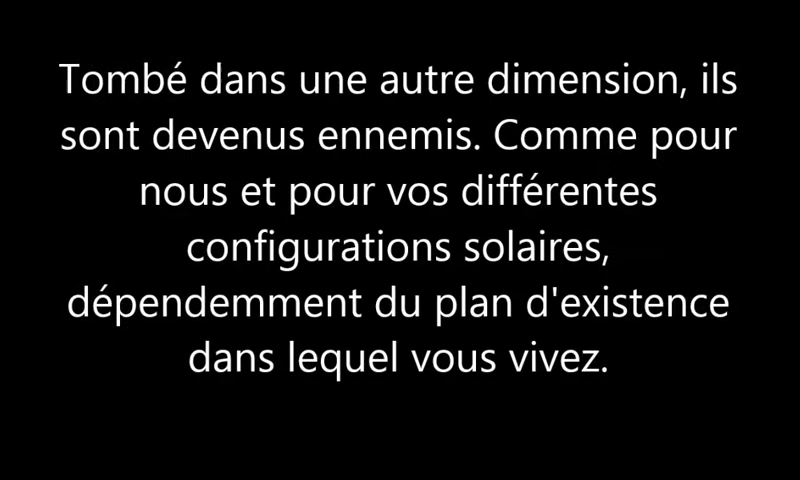 Tombé dans une autre dimension, ils
sont devenus ennemis. Comme pour
nous et pour vos différentes
configurations solaires,
dépendemment du plan d'existence
dans lequel vous vivez.